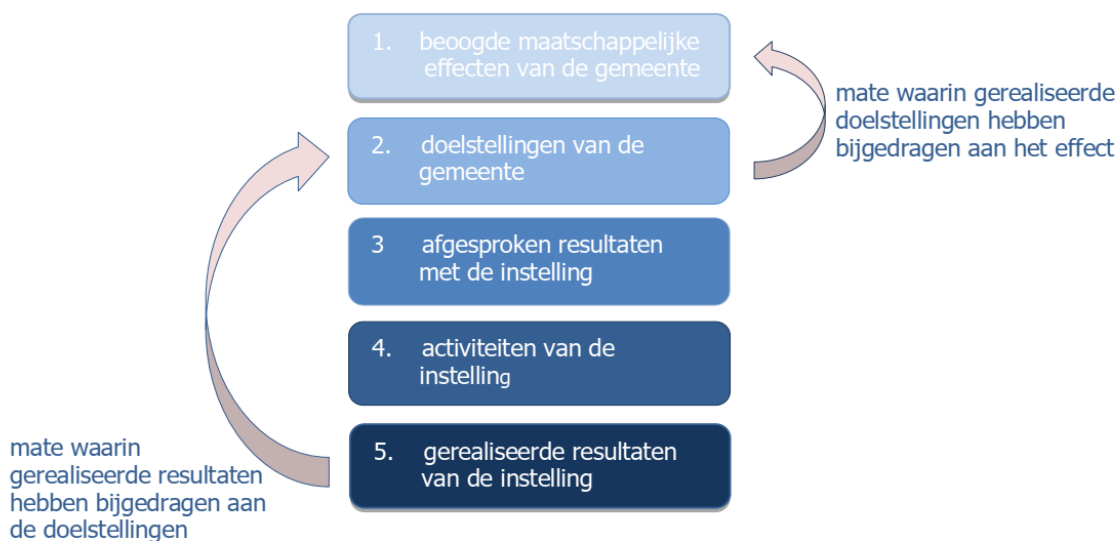 1. beoogde maatschappelijke
effecten van de gemeente
mate waarin gerealiseerde
doelstellingen hebben
bijgedragen aan het effect
2. doelstellingen van de
gemeente
3 afgesproken resultaten
met de instelling
4. activiteiten van de
instelling
5. gerealiseerde resultaten
van de instelling
mate waarin
gerealiseerde resultaten
hebben bijgedragen aan
de doelstellingen